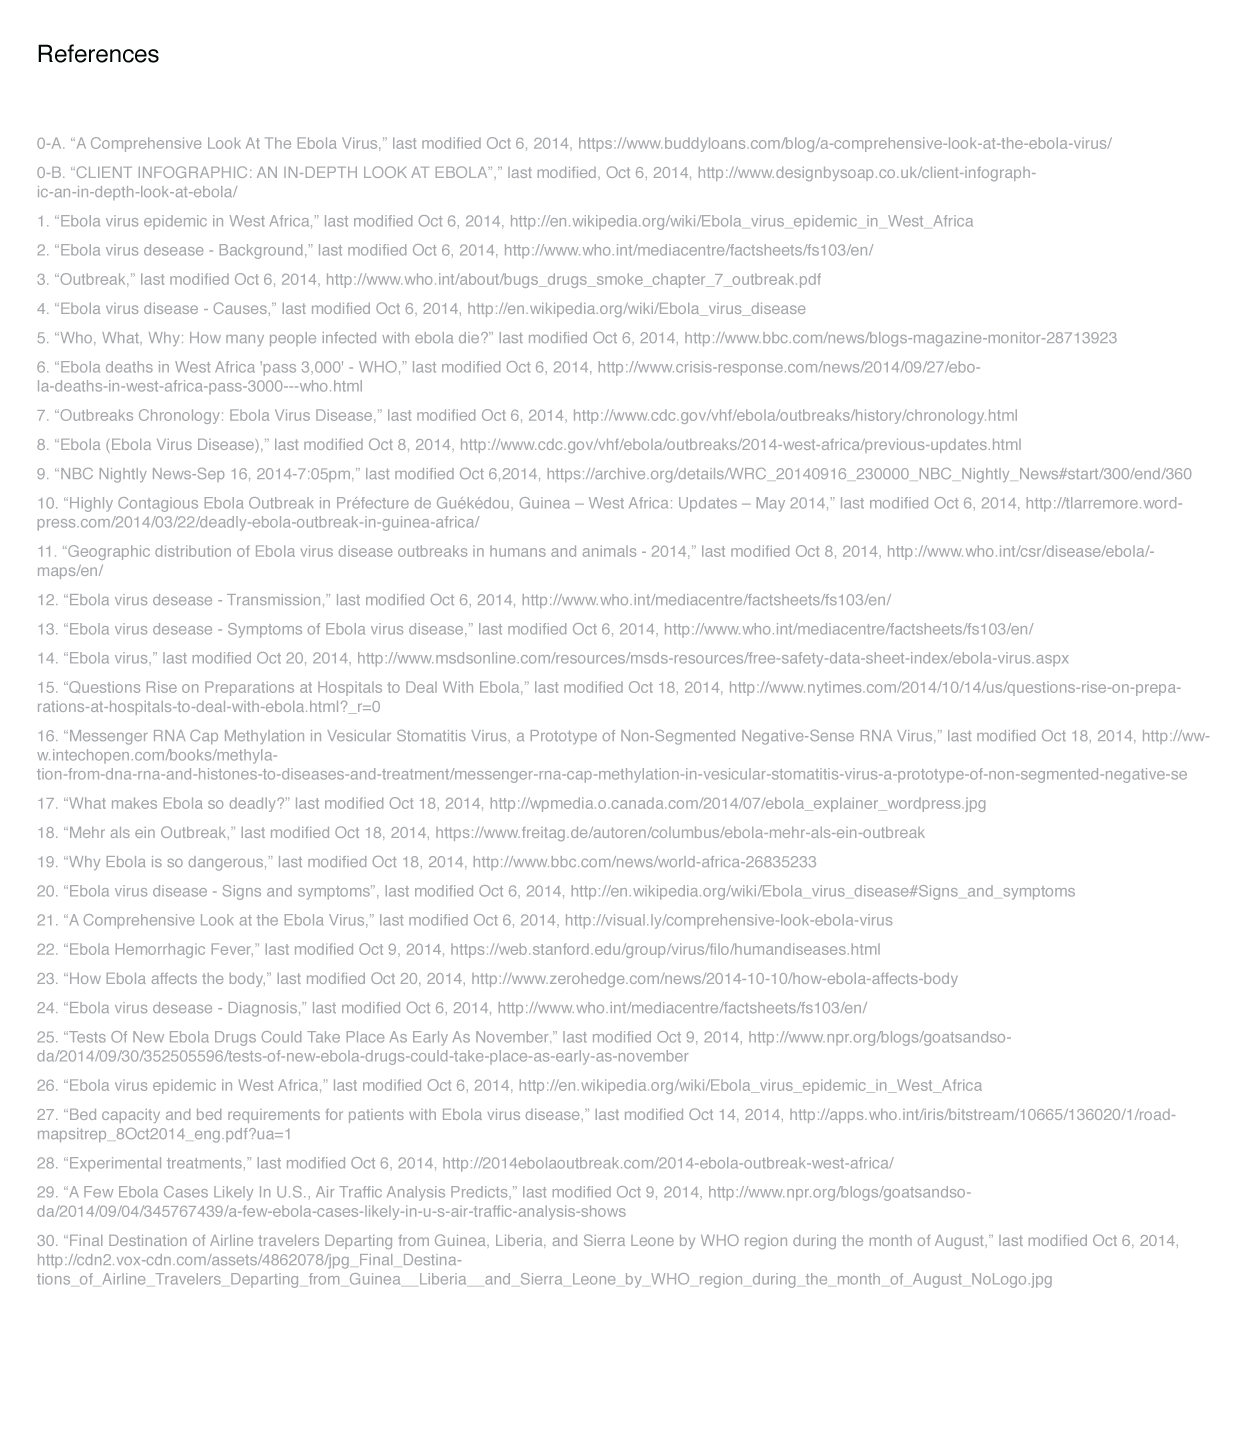 References
0-A. “A Comprehensive Look At The Ebola Virus,” last modified Oct 6, 2014, https://www.buddyloans.com/blog/a-comprehensive-look-at-the-ebola-virus/
0-B. “CLIENT INFOGRAPHIC: AN IN-DEPTH LOOK AT EBOLA”,” last modified, Oct 6, 2014, http://www.designbysoap.co.uk/client-infograph-
ic-an-in-depth-look-at-ebola/
1. “Ebola virus epidemic in West Africa,” last modified Oct 6, 2014, http://en.wikipedia.org/wiki/Ebola_virus_epidemic_in_West_Africa
2. “Ebola virus desease - Background,” last modified Oct 6, 2014, http://www.who.int/mediacentre/factsheets/fs103/en/
3. “Outbreak,” last modified Oct 6, 2014, http://www.who.int/about/bugs_drugs_smoke_chapter_7_outbreak.pdf
4. “Ebola virus disease - Causes,” last modified Oct 6, 2014, http://en.wikipedia.org/wiki/Ebola_virus_disease
5. “Who, What, Why: How many people infected with ebola die?” last modified Oct 6, 2014, http://www.bbc.com/news/blogs-magazine-monitor-28713923
6. “Ebola deaths in West Africa 'pass 3,000' - WHO,” last modified Oct 6, 2014, http://www.crisis-response.com/news/2014/09/27/ebo-
la-deaths-in-west-africa-pass-3000---who.html
7. “Outbreaks Chronology: Ebola Virus Disease,” last modified Oct 6, 2014, http://www.cdc.gov/vhf/ebola/outbreaks/history/chronology.html
8. “Ebola (Ebola Virus Disease),” last modified Oct 8, 2014, http://www.cdc.gov/vhf/ebola/outbreaks/2014-west-africa/previous-updates.html
9. “NBC Nightly News-Sep 16, 2014-7:05pm,” last modified Oct 6,2014, https://archive.org/details/WRC_20140916_230000_NBC_Nightly_News#start/300/end/360
10. “Highly Contagious Ebola Outbreak in Préfecture de Guékédou, Guinea – West Africa: Updates – May 2014,” last modified Oct 6, 2014, http://tlarremore.word-
press.com/2014/03/22/deadly-ebola-outbreak-in-guinea-africa/
11. “Geographic distribution of Ebola virus disease outbreaks in humans and animals - 2014,” last modified Oct 8, 2014, http://www.who.int/csr/disease/ebola/-
maps/en/
12. “Ebola virus desease - Transmission,” last modified Oct 6, 2014, http://www.who.int/mediacentre/factsheets/fs103/en/
13. “Ebola virus desease - Symptoms of Ebola virus disease,” last modified Oct 6, 2014, http://www.who.int/mediacentre/factsheets/fs103/en/
14. “Ebola virus,” last modified Oct 20, 2014, http://www.msdsonline.com/resources/msds-resources/free-safety-data-sheet-index/ebola-virus.aspx
15. “Questions Rise on Preparations at Hospitals to Deal With Ebola,” last modified Oct 18, 2014, http://www.nytimes.com/2014/10/14/us/questions-rise-on-prepa-
rations-at-hospitals-to-deal-with-ebola.html?_r=0
16. “Messenger RNA Cap Methylation in Vesicular Stomatitis Virus, a Prototype of Non-Segmented Negative-Sense RNA Virus,” last modified Oct 18, 2014, http://ww-
w.intechopen.com/books/methyla-
tion-from-dna-rna-and-histones-to-diseases-and-treatment/messenger-rna-cap-methylation-in-vesicular-stomatitis-virus-a-prototype-of-non-segmented-negative-se
17. “What makes Ebola so deadly?” last modified Oct 18, 2014, http://wpmedia.o.canada.com/2014/07/ebola_explainer_wordpress.jpg
18. “Mehr als ein Outbreak,” last modified Oct 18, 2014, https://www.freitag.de/autoren/columbus/ebola-mehr-als-ein-outbreak
19. “Why Ebola is so dangerous,” last modified Oct 18, 2014, http://www.bbc.com/news/world-africa-26835233
20. “Ebola virus disease - Signs and symptoms”, last modified Oct 6, 2014, http://en.wikipedia.org/wiki/Ebola_virus_disease#Signs_and_symptoms
21. “A Comprehensive Look at the Ebola Virus,” last modified Oct 6, 2014, http://visual.ly/comprehensive-look-ebola-virus
22. “Ebola Hemorrhagic Fever,” last modified Oct 9, 2014, https://web.stanford.edu/group/virus/filo/humandiseases.html
23. “How Ebola affects the body,” last modified Oct 20, 2014, http://www.zerohedge.com/news/2014-10-10/how-ebola-affects-body
24. “Ebola virus desease - Diagnosis,” last modified Oct 6, 2014, http://www.who.int/mediacentre/factsheets/fs103/en/
25. “Tests Of New Ebola Drugs Could Take Place As Early As November,” last modified Oct 9, 2014, http://www.npr.org/blogs/goatsandso-
da/2014/09/30/352505596/tests-of-new-ebola-drugs-could-take-place-as-early-as-november
26. “Ebola virus epidemic in West Africa,” last modified Oct 6, 2014, http://en.wikipedia.org/wiki/Ebola_virus_epidemic_in_West_Africa
27. “Bed capacity and bed requirements for patients with Ebola virus disease,” last modified Oct 14, 2014, http://apps.who.int/iris/bitstream/10665/136020/1/road-
mapsitrep_8Oct2014_eng.pdf?ua=1
28. “Experimental treatments,” last modified Oct 6, 2014, http://2014ebolaoutbreak.com/2014-ebola-outbreak-west-africa/
29. “A Few Ebola Cases Likely In U.S., Air Traffic Analysis Predicts,” last modified Oct 9, 2014, http://www.npr.org/blogs/goatsandso-
da/2014/09/04/345767439/a-few-ebola-cases-likely-in-u-s-air-traffic-analysis-shows
30. “Final Destination of Airline travelers Departing from Guinea, Liberia, and Sierra Leone by WHO region during the month of August,” last modified Oct 6, 2014,
http://cdn2.vox-cdn.com/assets/4862078/jpg_Final_Destina-
tions_of_Airline_Travelers_Departing_from_Guinea__Liberia__and_Sierra_Leone_by_WHO_region_during_the_month_of_August_NoLogo.jpg